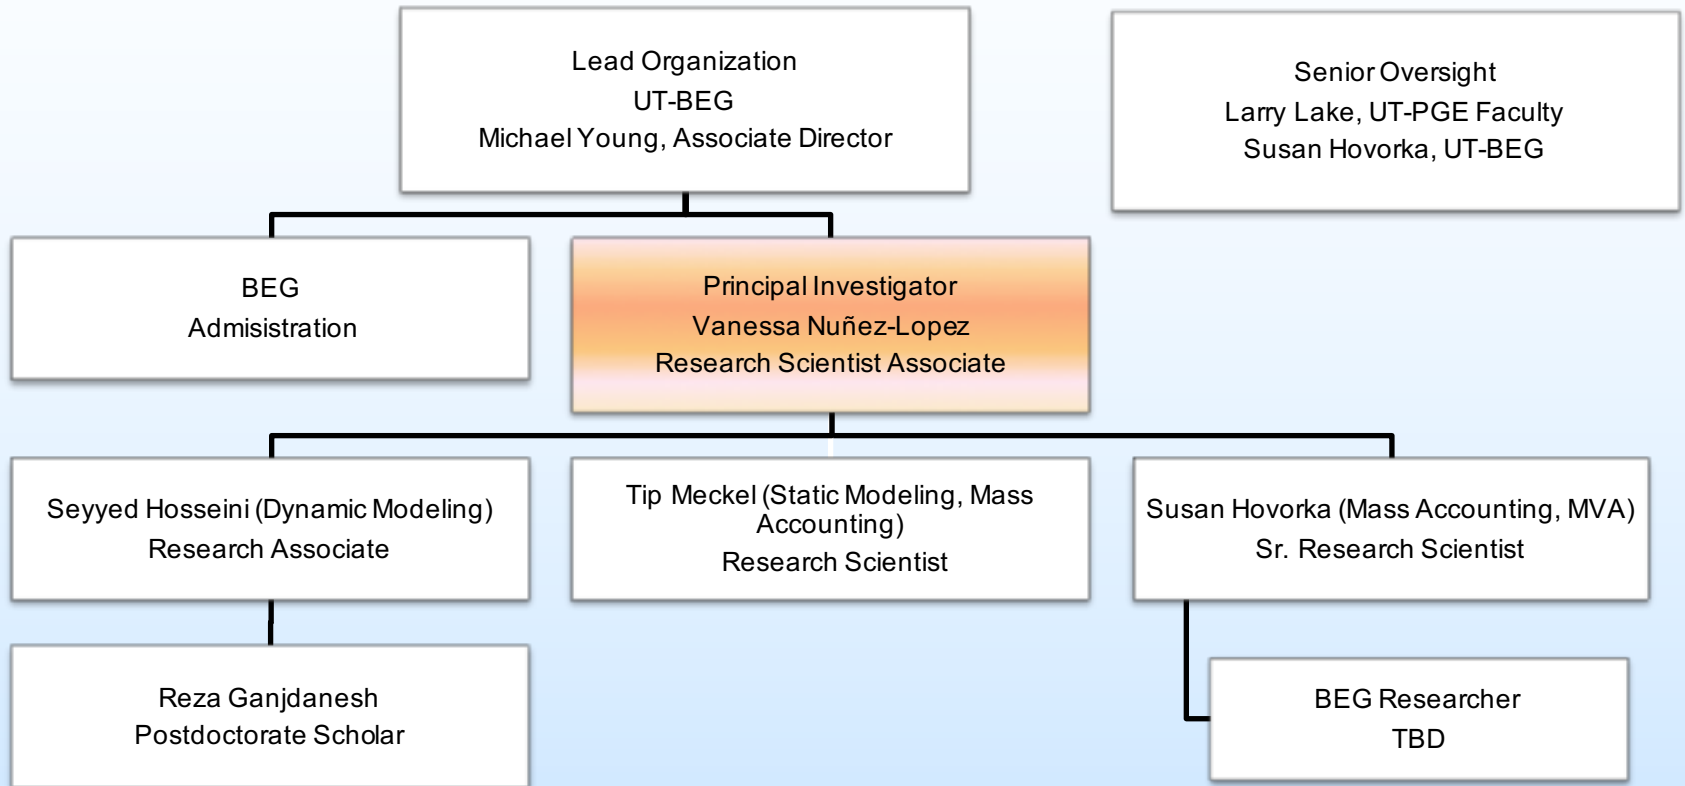 Lead Organization
UT-BEG
Michael Young, Associate Director
Senior Oversight
Larry Lake, UT-PGE Faculty
Susan Hovorka, UT-BEG
BEG
Admisistration
Principal Investigator
Vanessa Nuñez-Lopez
Research Scientist Associate
Seyyed Hosseini (Dynamic Modeling)
Research Associate
Tip Meckel (Static Modeling, Mass
Accounting)
Research Scientist
Susan Hovorka (Mass Accounting, MVA)
Sr. Research Scientist
Reza Ganjdanesh
Postdoctorate Scholar
BEG Researcher
TBD